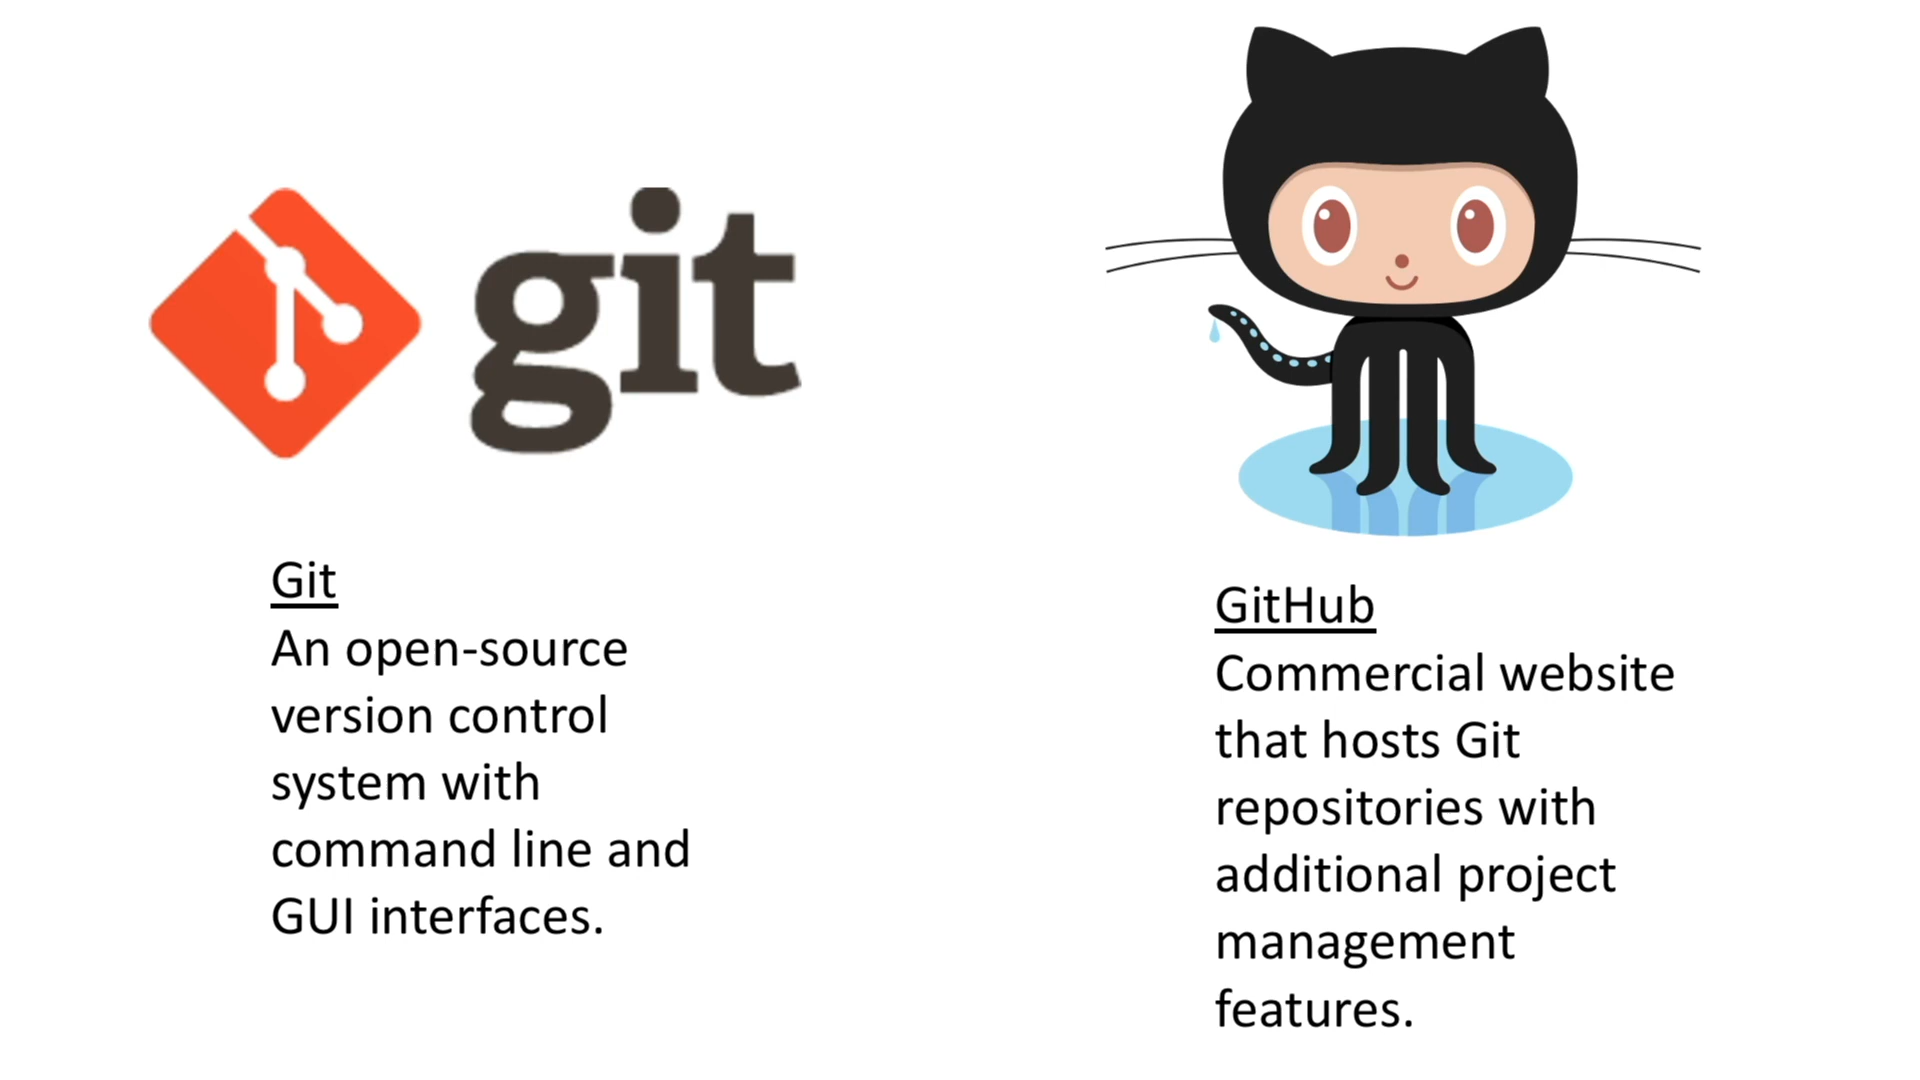 git
Git
An open-source
version control
system with
command line and
GUI interfaces.
GitHub
Commercial website
that hosts Git
repositories with
additional project
management
features.